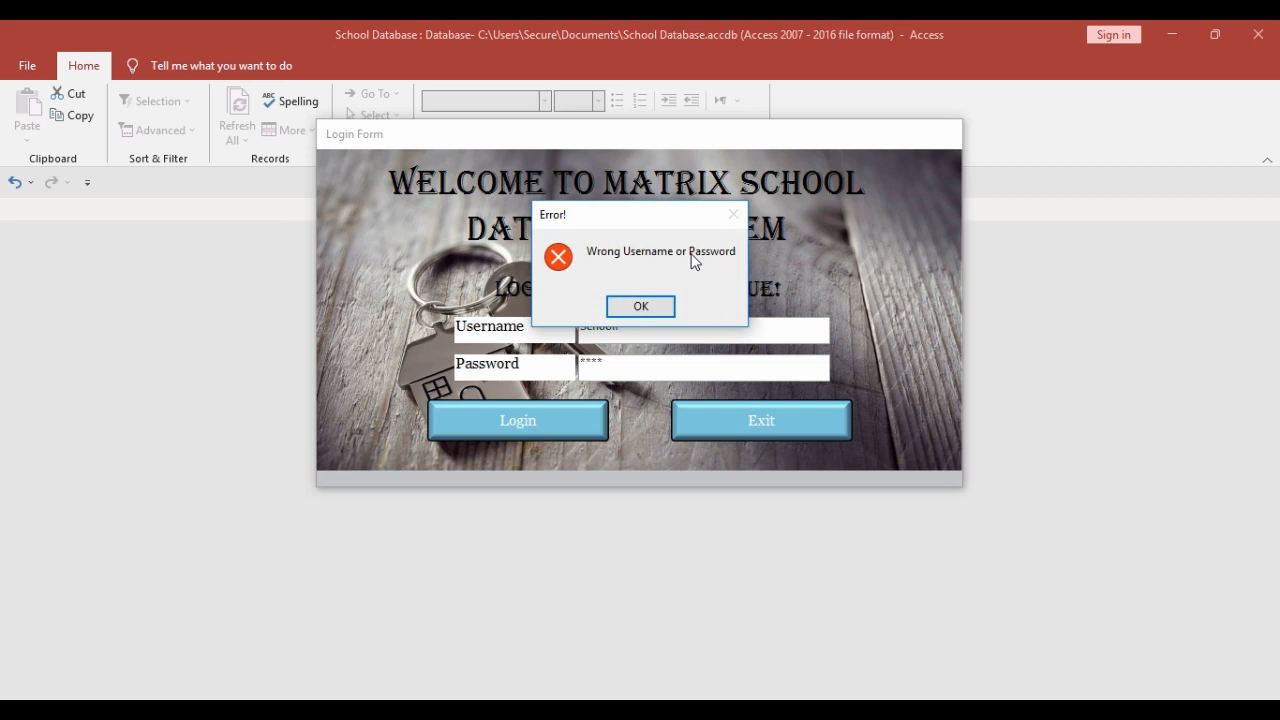 School Database : Database- C:\Users\Secure\Documents\School Database.accdb (Access 2007 - 2016 file format) - Access
Sign in
File
Home
Tell me what you want to do
Paste
Cut
Copy
Clipboard
Selection
Advanced
Sort & Filter
Refresh
All
ABC
Spelling
More
Records
Go To
Select
Login Form
WELCOME TO MATRIX SCHOOL
DAT
EM
Error!
Wrong Username or Password
OK
LOG
UE!
Username
Password
****
Login
Exit